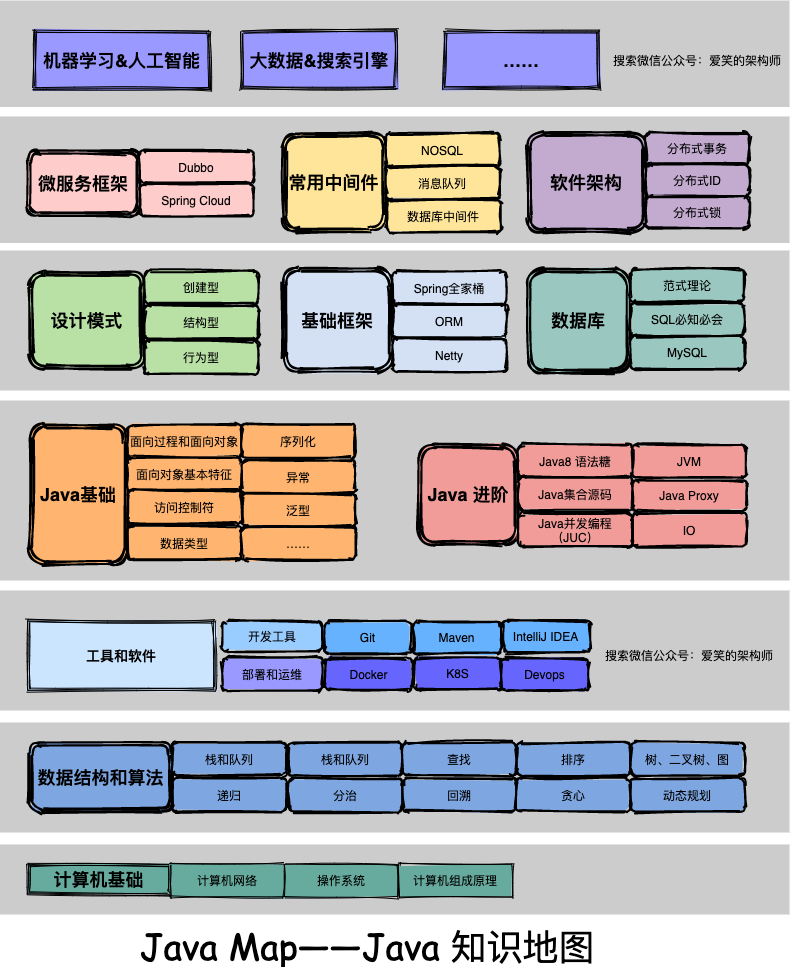 机器学习&人工智能
大数据&搜索引擎
......
搜索微信公众号：爱笑的架构师
微服务框架
Dubbo
Spring Cloud
常用中间件
NOSQL
消息队列
数据库中间件
软件架构
分布式事务
分布式ID
分布式锁
设计模式
创建型
结构型
行为型
基础框架
Spring全家桶
ORM
Netty
数据库
范式理论
SQL必知必会
MySQL
Java基础
面向过程和面向对象
序列化
面向对象基本特征
异常
访问控制符
泛型
数据类型
......
Java 进阶
Java8 语法糖
JVM
Java集合源码
Java Proxy
Java并发编程
（JUC）
IO
工具和软件
开发工具
Git
Maven
IntelliJ IDEA
部署和运维
Docker
K8S
Devops
搜索微信公众号：爱笑的架构师
数据结构和算法
栈和队列
栈和队列
查找
排序
树、二叉树、图
递归
分治
回溯
贪心
动态规划
计算机基础
计算机网络
操作系统
计算机组成原理
Java Map——Java 知识地图